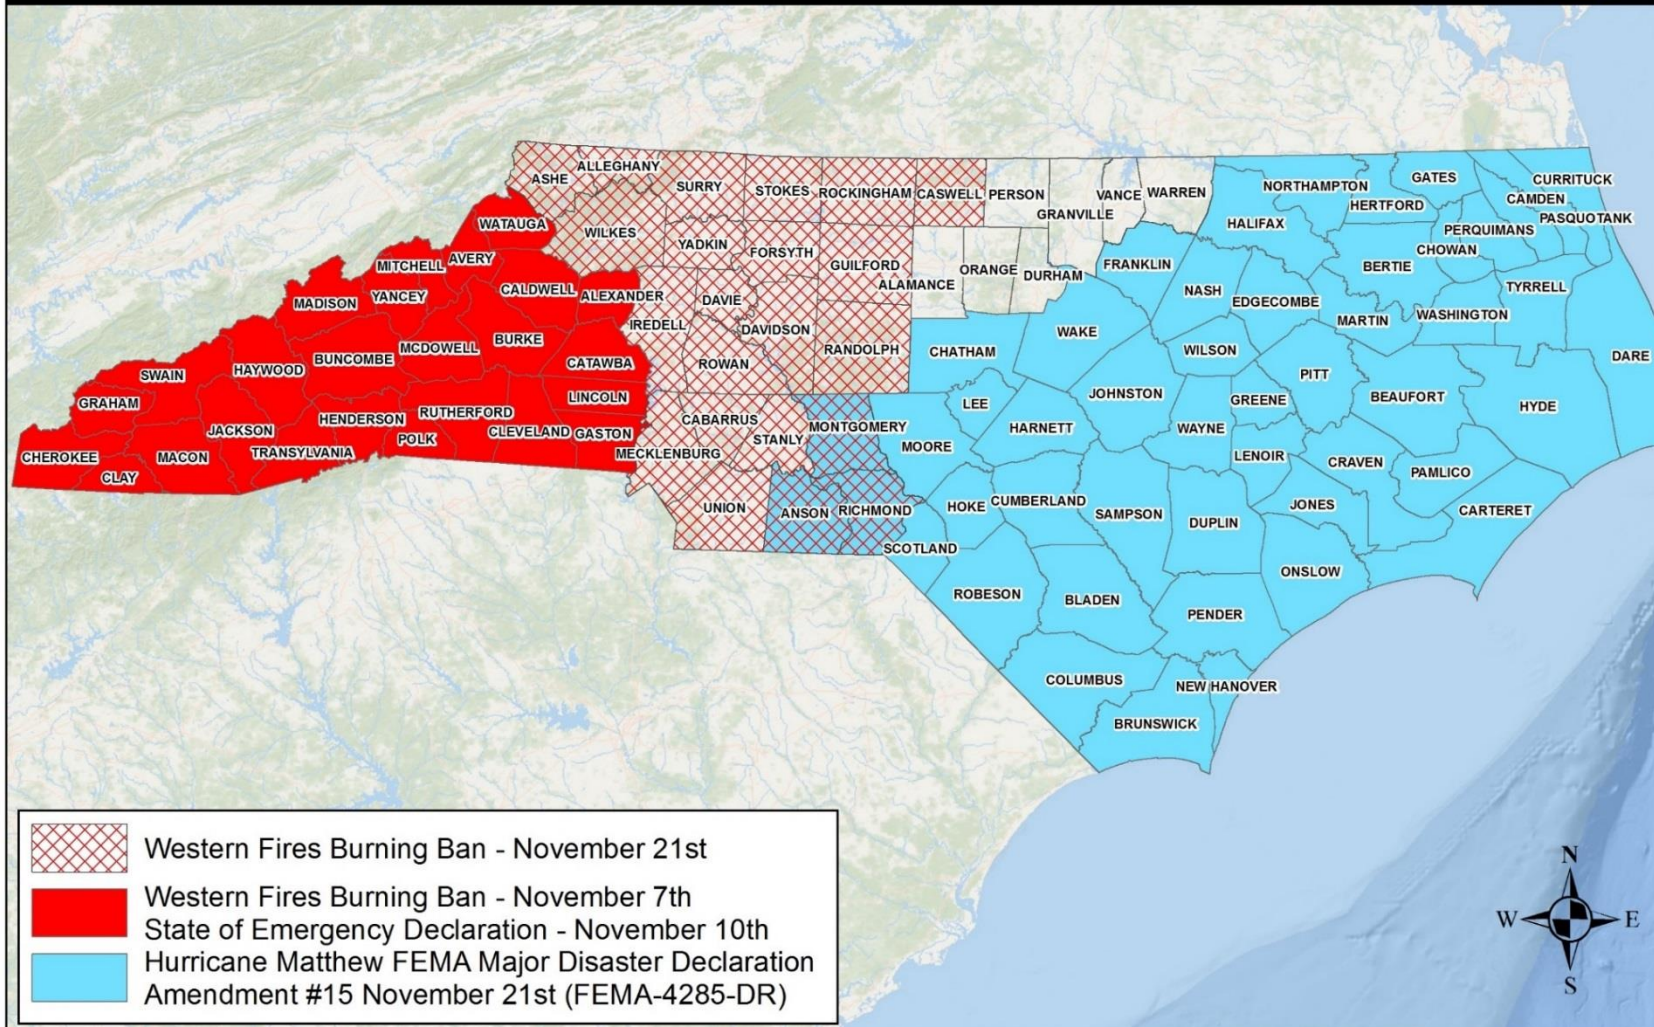 ALLEGHANY
ASHE
SURRY
STOKES
ROCKINGHAM
CASWELL
PERSON
GRANVILLE
VANCE
WARREN
NORTHAMPTON
GATES
HERTFORD
CURRITUCK
CAMDEN
PASQUOTANK
PERQUIMANS
CHOWAN
HALIFAX
BERTIE
WATAUGA
WILKES
YADKIN
FORSYTH
GUILFORD
ALAMANCE
ORANGE
DURHAM
FRANKLIN
NASH
EDGECOMBE
MARTIN
WASHINGTON
TYRRELL
DARE
MITCHELL
AVERY
MADISON
YANCEY
CALDWELL
ALEXANDER
IREDELL
DAVIE
DAVIDSON
RANDOLPH
CHATHAM
WAKE
WILSON
PITT
BEAUFORT
HYDE
SWAIN
HAYWOOD
BUNCOMBE
MCDOWELL
BURKE
CATAWBA
ROWAN
GRAHAM
JACKSON
HENDERSON
RUTHERFORD
LINCOLN
CABARRUS
STANLY
MONTGOMERY
MOORE
LEE
HARNETT
JOHNSTON
WAYNE
GREENE
LENOIR
CRAVEN
PAMLICO
CHEROKEE
CLAY
MACON
TRANSYLVANIA
POLK
CLEVELAND
GASTON
MECKLENBURG
UNION
ANSON
RICHMOND
SCOTLAND
HOKE
CUMBERLAND
SAMPSON
DUPLIN
JONES
CARTERET
ONSLOW
ROBESON
BLADEN
PENDER
COLUMBUS
NEW HANOVER
BRUNSWICK
Western Fires Burning Ban - November 21st
Western Fires Burning Ban - November 7th
State of Emergency Declaration - November 10th
Hurricane Matthew FEMA Major Disaster Declaration
Amendment #15 November 21st (FEMA-4285-DR)
N
W
E
S